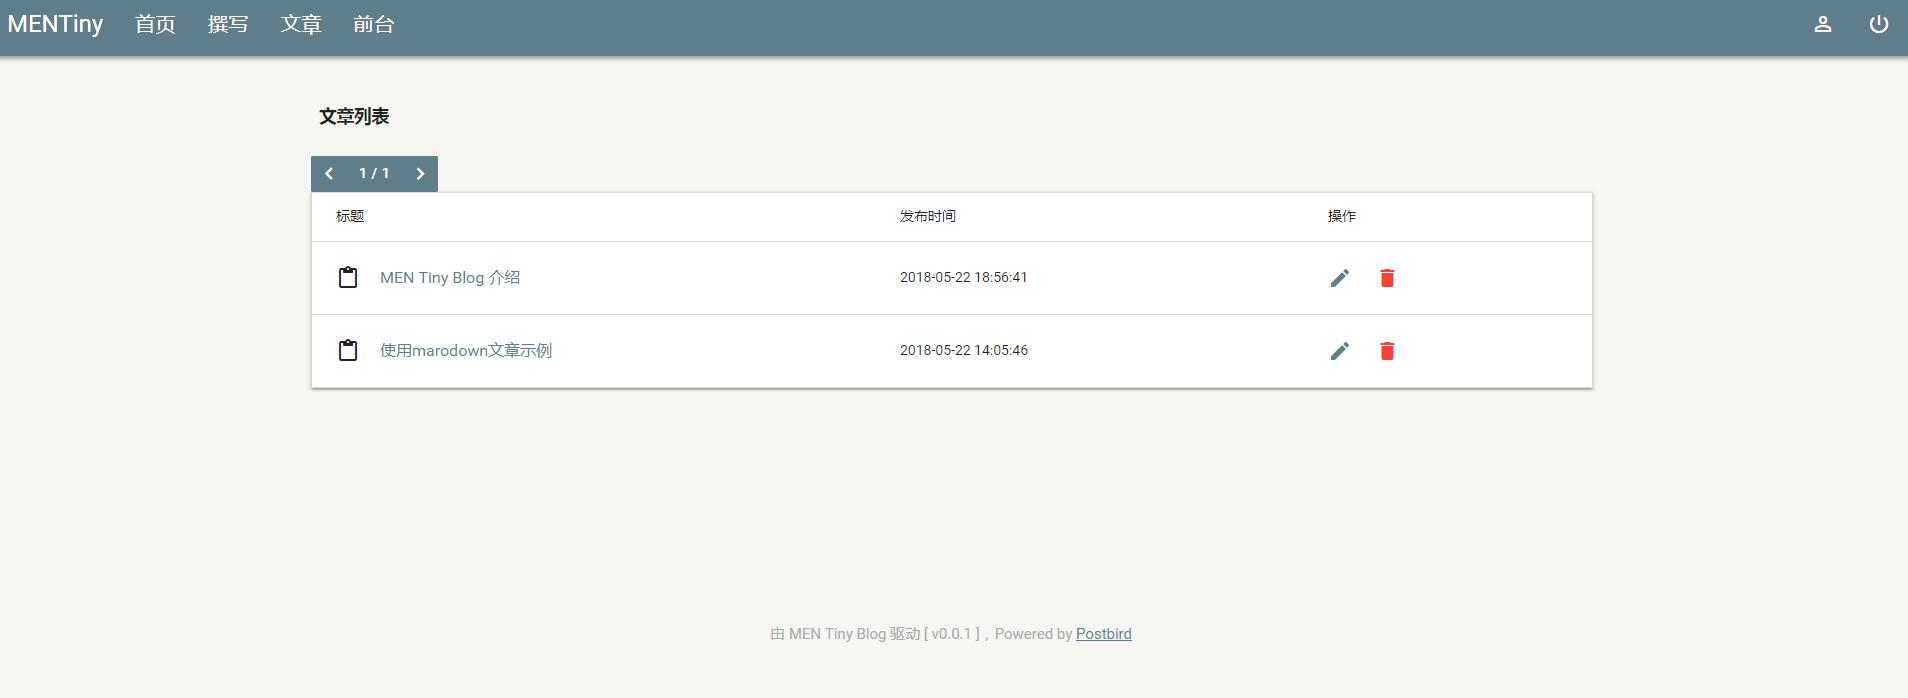 MENTiny 首页 撰写 文章 前台
文章列表
1 / 1
标题 发布时间 操作
MEN Tiny Blog 介绍 2018-05-22 18:56:41
使用marodown文章示例 2018-05-22 14:05:46
由 MEN Tiny Blog 驱动 [ v0.0.1 ] ，Powered by Postbird